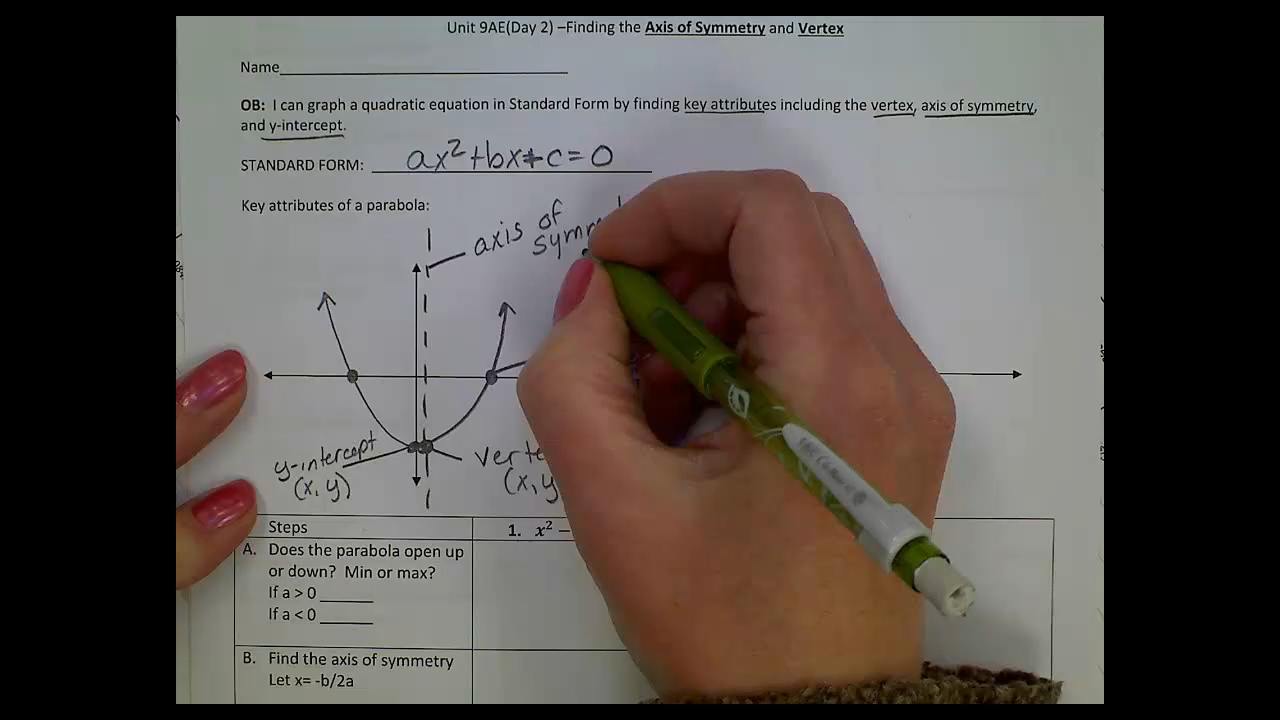 Unit 9AE(Day 2) –Finding the Axis of Symmetry and Vertex
Name
OB: I can graph a quadratic equation in Standard Form by finding key attributes including the vertex, axis of symmetry,
and y-intercept.
STANDARD FORM: ax²+bx+c=0
Key attributes of a parabola:
axis of
y-intercept
(x, y)
(x, y
Steps
1. x² –
A. Does the parabola open up
or down? Min or max?
If a > 0
If a < 0
B. Find the axis of symmetry
Let x= -b/2a